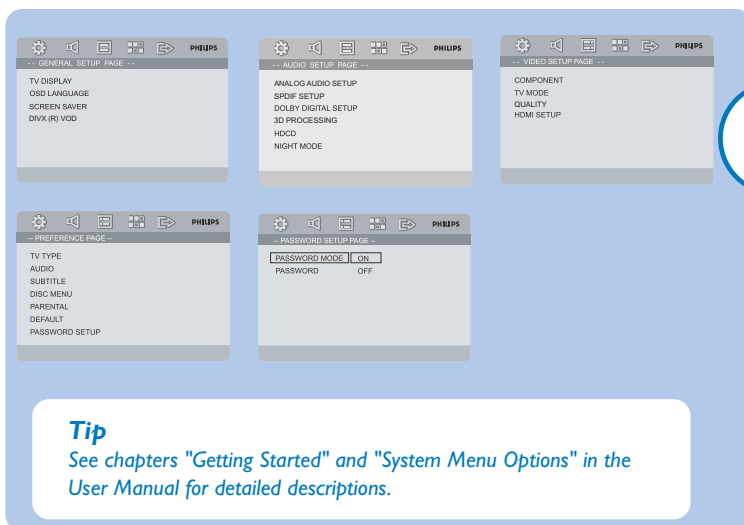 PHILIPS
-- GENERAL SETUP PAGE --
TV DISPLAY
OSD LANGUAGE
SCREEN SAVER
DIVX (R) VOD
PHILIPS
-- AUDIO SETUP PAGE --
ANALOG AUDIO SETUP
SPDIF SETUP
DOLBY DIGITAL SETUP
3D PROCESSING
HDCD
NIGHT MODE
PHILIPS
-- VIDEO SETUP PAGE --
COMPONENT
TV MODE
QUALITY
HDMI SETUP
PHILIPS
-- PREFERENCE PAGE --
TV TYPE
AUDIO
SUBTITLE
DISC MENU
PARENTAL
DEFAULT
PASSWORD SETUP
PHILIPS
-- PASSWORD SETUP PAGE --
PASSWORD MODE ON
PASSWORD OFF
Tip
See chapters "Getting Started" and "System Menu Options" in the
User Manual for detailed descriptions.